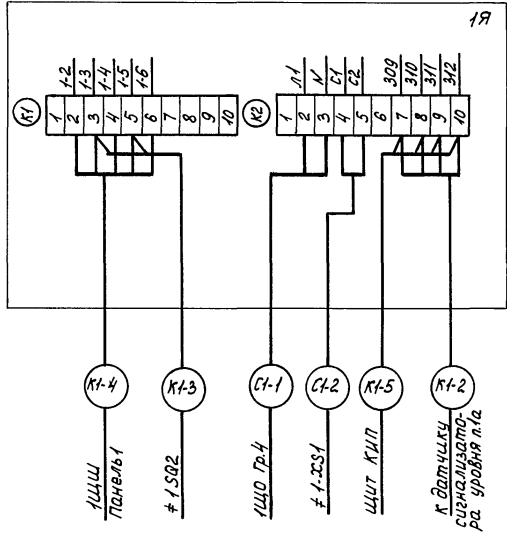 1Я
1-2
1-3
1-4
1-5
1-6
Л1
N
С1
С2
309
310
311
312
К1
1 2 3 4 5 6 7 8 9 10
К2
1 2 3 4 5 6 7 8 9 10
К1-4
К1-3
С1-1
С1-2
К1-5
К1-2
1ЩШ
Панель1
≠1SQ2
1ЩО Гр.4
≠1-XS1
Щит КИП
К датчику
сигнализато-
ра уровня п.1а